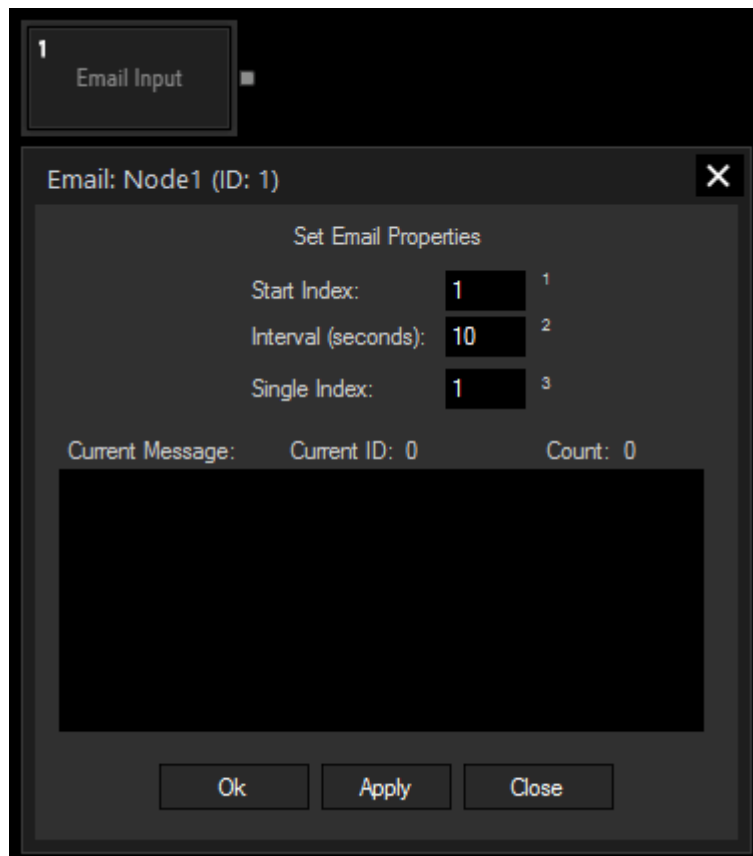 1
Email Input
Email: Node1 (ID: 1)
Set Email Properties
Start Index: 1 1
Interval (seconds): 10 2
Single Index: 1 3
Current Message: Current ID: 0 Count: 0
Ok Apply Close